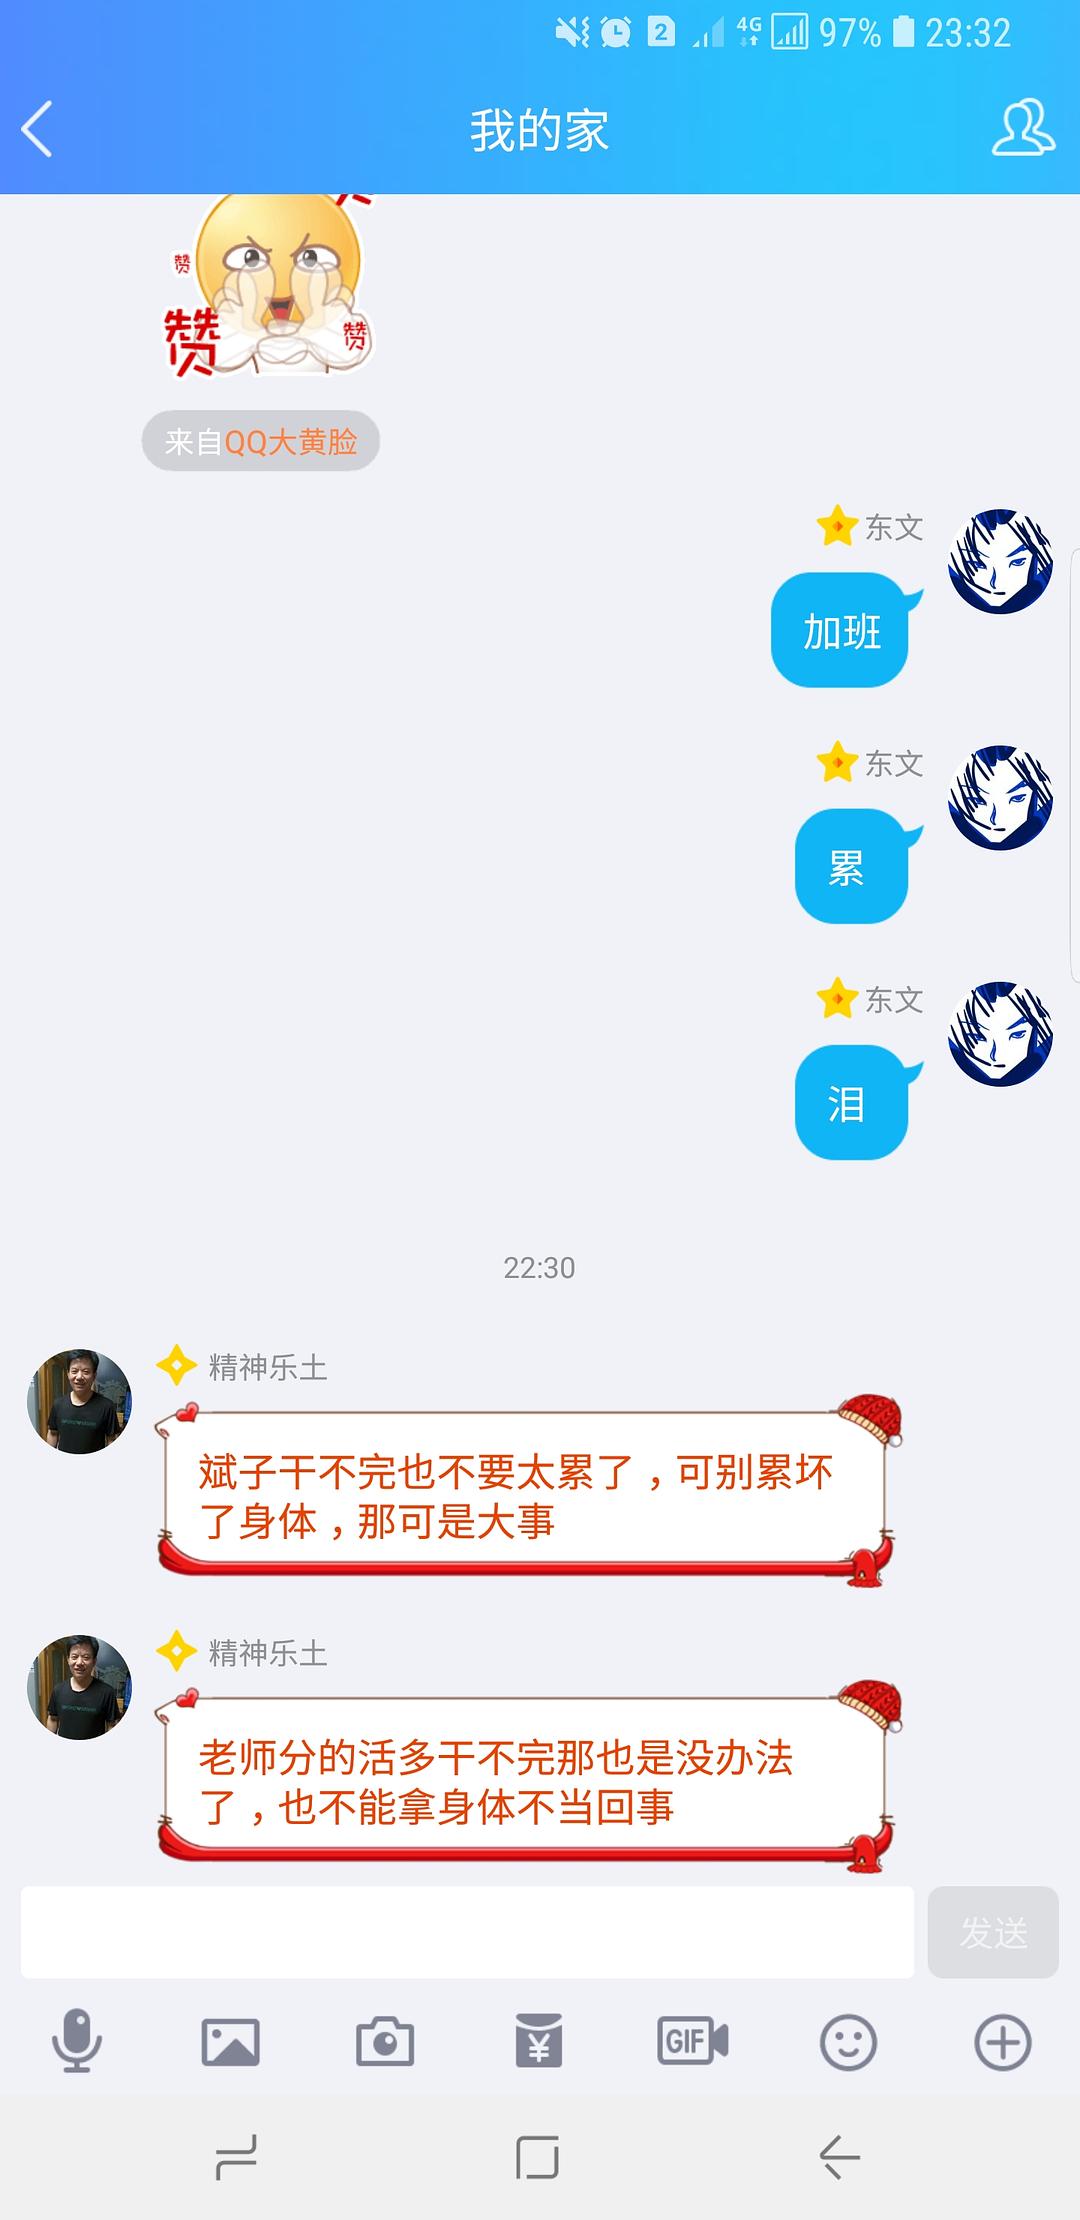 2 4G 97% 23:32
我的家
赞
赞
赞
来自QQ大黄脸
东文
加班
东文
累
东文
泪
22:30
精神乐土
斌子干不完也不要太累了，可别累坏
了身体，那可是大事
精神乐土
老师分的活多干不完那也是没办法
了，也不能拿身体不当回事
发送
¥
GIF